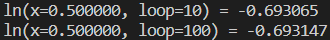 ln(x=0.500000, loop=10) = -0.693065
ln(x=0.500000, loop=100) = -0.693147